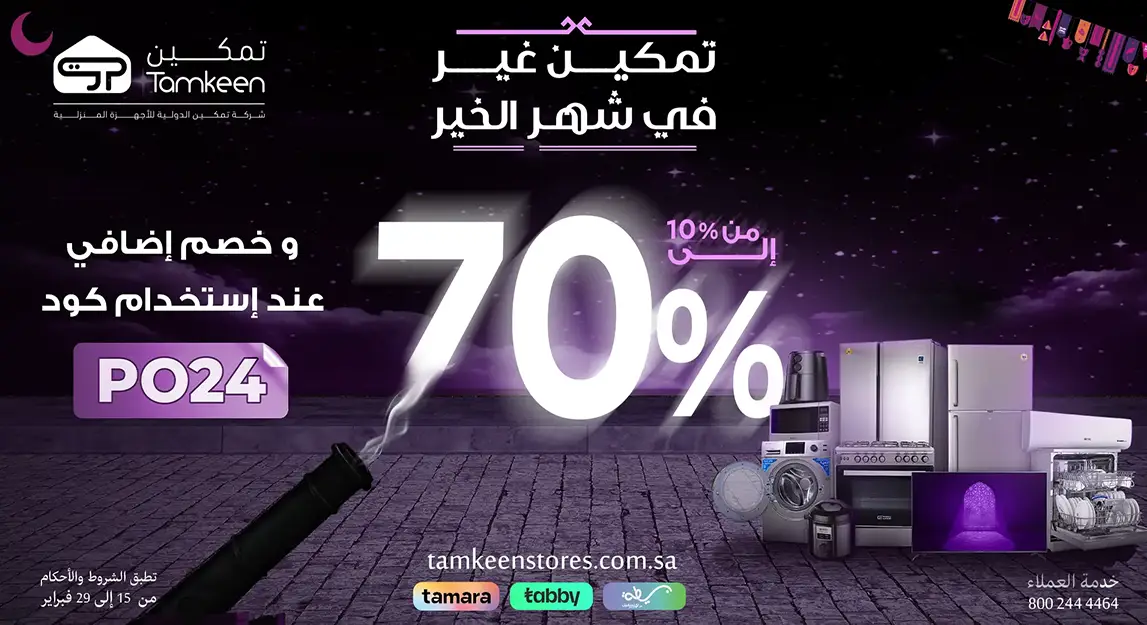 تمكين
Tamkeen
شركة تمكين الدولية للأجهزة المنزلية
تمكين غير
في شهر الخير
من %10
إلى
70%
و خصم إضافي
عند إستخدام كود
PO24
tamkeenstores.com.sa
tamara
tabby
تطبق الشروط والأحكام
من 15 إلى 29 فبراير
خدمة العملاء
800 244 4464